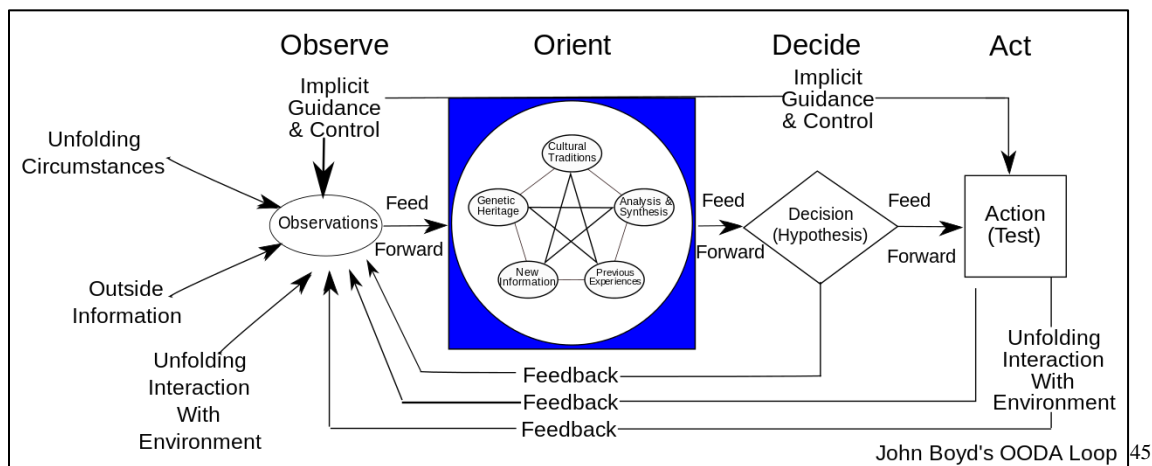 Observe
Orient
Decide
Act
Implicit
Guidance
& Control
Implicit
Guidance
& Control
Unfolding
Circumstances
Observations
Outside
Information
Unfolding
Interaction
With
Environment
Feed
Forward
Cultural
Traditions
Genetic
Heritage
Analysis &
Synthesis
New
Information
Previous
Experiences
Feed
Forward
Decision
(Hypothesis)
Feed
Forward
Action
(Test)
Unfolding
Interaction
With
Environment
Feedback
Feedback
Feedback
John Boyd's OODA Loop
45